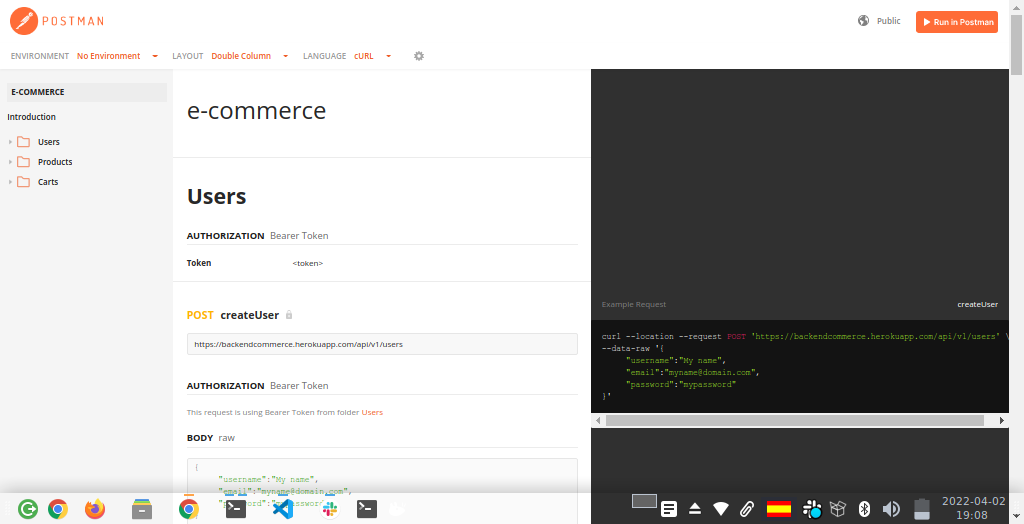 POSTMAN
Public
Run in Postman
ENVIRONMENT No Environment LAYOUT Double Column LANGUAGE cURL
E-COMMERCE
Introduction
Users
Products
Carts
e-commerce
Users
AUTHORIZATION Bearer Token
Token <token>
POST createUser
https://backendcommerce.herokuapp.com/api/v1/users
AUTHORIZATION Bearer Token
This request is using Bearer Token from folder Users
BODY raw
{
"username":"My name",
"email":"myname@domain.com",
Example Request createUser
curl --location --request POST 'https://backendcommerce.herokuapp.com/api/v1/users' \
--data-raw '{
"username":"My name",
"email":"myname@domain.com",
"password":"mypassword"
}'
2022-04-02
19:08